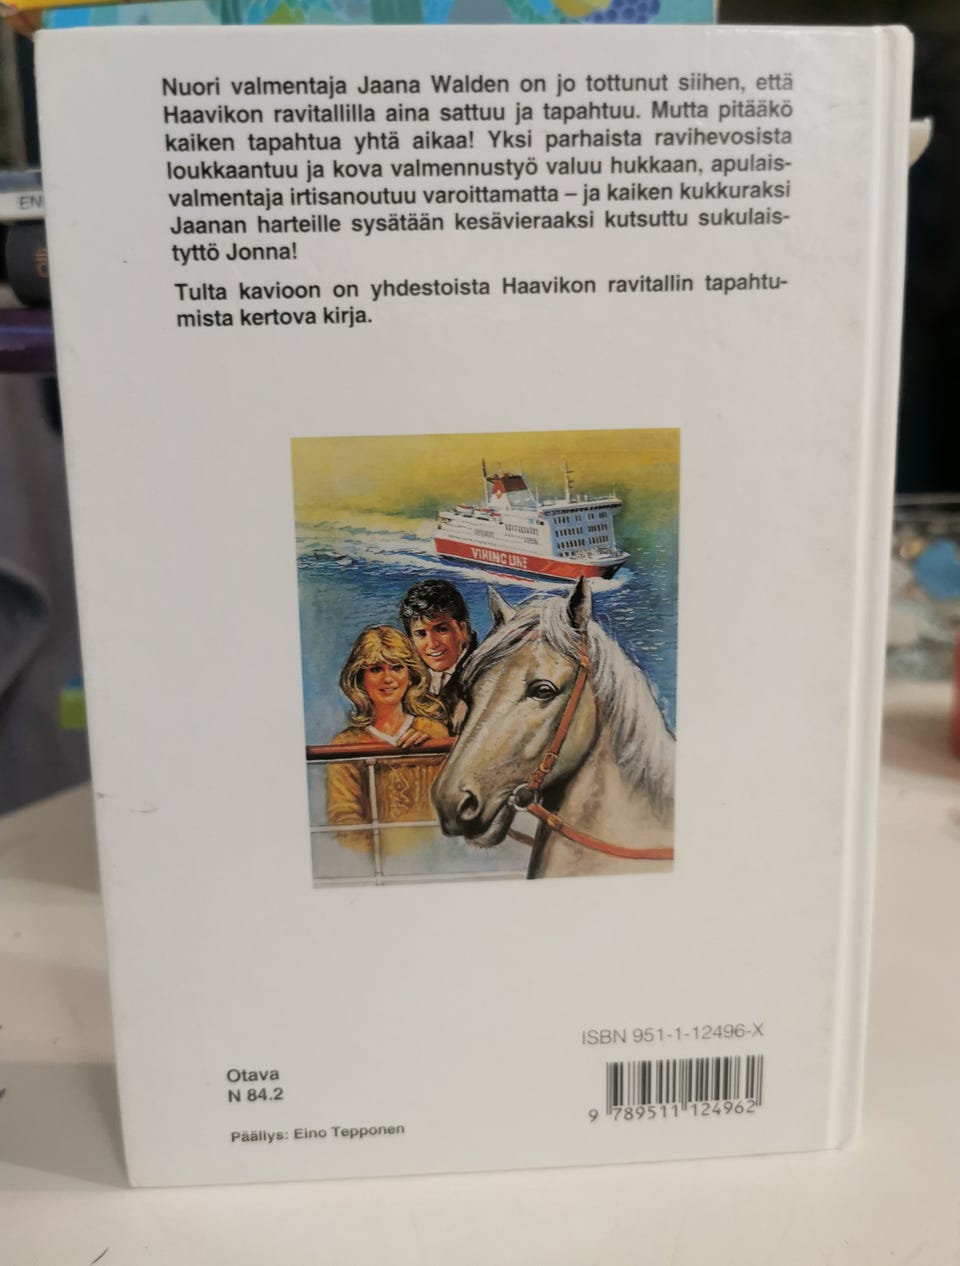 Nuori valmentaja Jaana Walden on jo tottunut siihen, että
Haavikon ravitallilla aina sattuu ja tapahtuu. Mutta pitääkö
kaiken tapahtua yhtä aikaa! Yksi parhaista ravihevosista
loukkaantuu ja kova valmennustyö valuu hukkaan, apulais-
valmentaja irtisanoutuu varoittamatta – ja kaiken kukkuraksi
Jaanan harteille sysätään kesävieraaksi kutsuttu sukulais-
tyttö Jonna!
Tulta kavioon on yhdestoista Haavikon ravitallin tapahtu-
mista kertova kirja.
EN
VIKING LINE
ISBN 951-1-12496-X
9 789511 124962
Otava
N 84.2
Päällys: Eino Tepponen